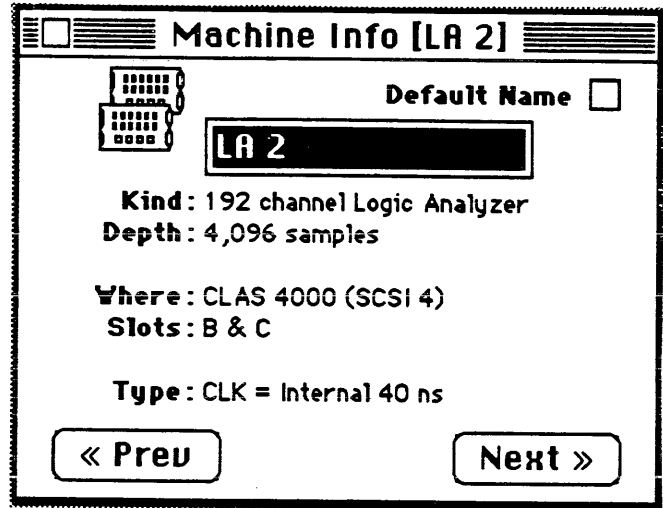 Machine Info [LA 2]
Default Name
LA 2
Kind: 192 channel Logic Analyzer
Depth: 4,096 samples
Where: CLAS 4000 (SCSI 4)
Slots: B & C
Type: CLK = Internal 40 ns
« Prev
Next »